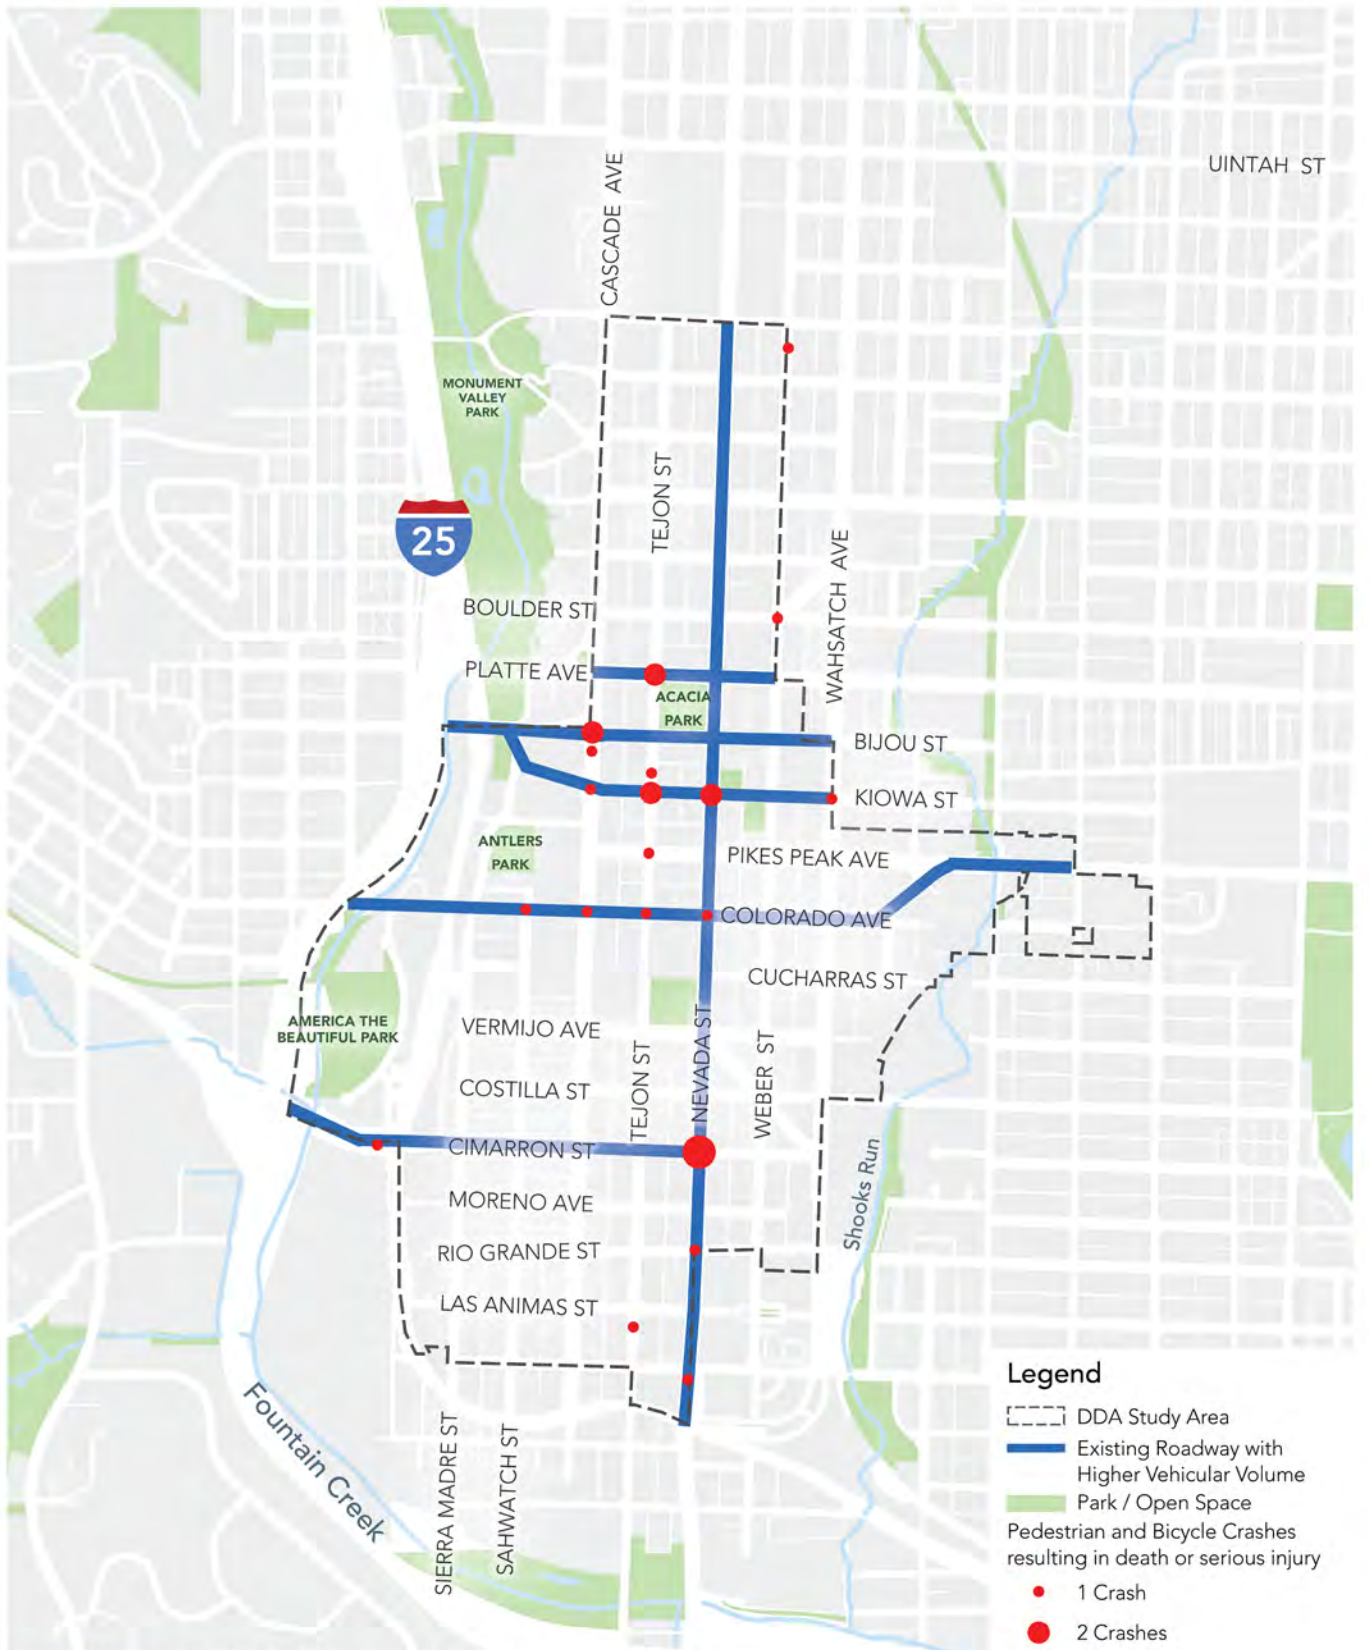 UINTAH ST
CASCADE AVE
MONUMENT
VALLEY
PARK
TEJON ST
25
WAHSATCH AVE
BOULDER ST
PLATTE AVE
ACACIA
PARK
BIJOU ST
KIOWA ST
ANTLERS
PARK
PIKES PEAK AVE
COLORADO AVE
CUCHARRAS ST
AMERICA THE
BEAUTIFUL PARK
VERMIJO AVE
NEVADA ST
WEBER ST
TEJON ST
COSTILLA ST
CIMARRON ST
Shooks Run
MORENO AVE
RIO GRANDE ST
LAS ANIMAS ST
Fountain Creek
SIERRA MADRE ST
SAHWATCH ST
Legend
DDA Study Area
Existing Roadway with
Higher Vehicular Volume
Park / Open Space
Pedestrian and Bicycle Crashes
resulting in death or serious injury
1 Crash
2 Crashes